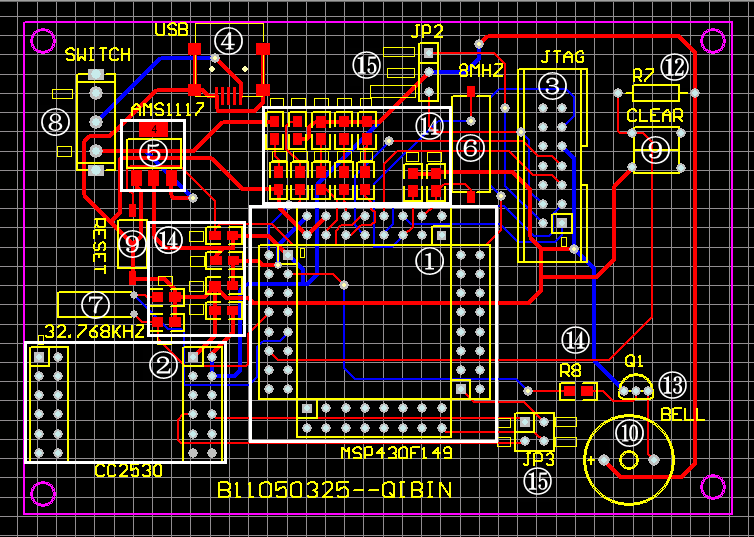 USB
④
JP2
SWITCH
⑮
8MHZ
JTAG
③
R7
⑫
AMS1117
4
⑧
⑤
⑭
⑥
CLEAR
⑨
RESET
⑨
⑭
①
⑦
32.768KHZ
②
⑭
R8
Q1
⑬
BELL
⑩
+
CC2530
MSP430F149
JP3
⑮
B11050325--QIBIN